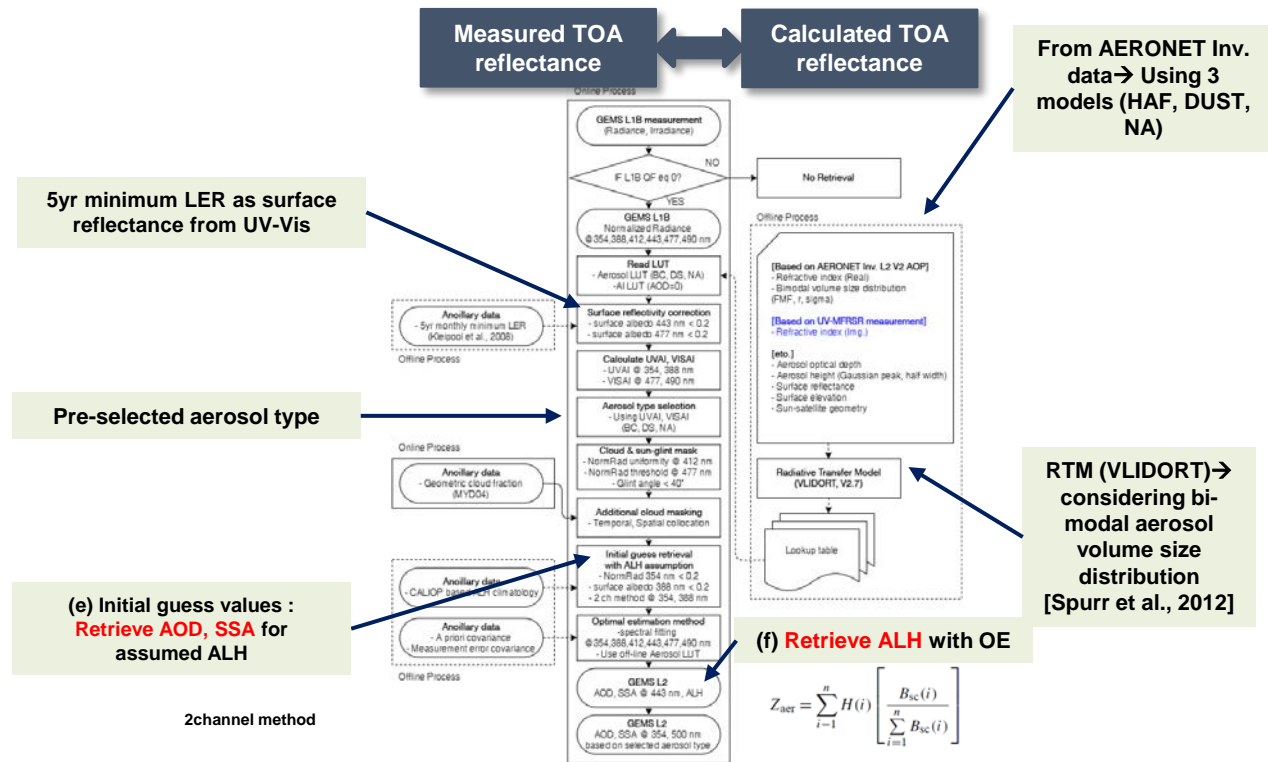 Measured TOA
reflectance
Calculated TOA
reflectance
From AERONET Inv.
data→ Using 3
models (HAF, DUST,
NA)
5yr minimum LER as surface
reflectance from UV-Vis
Pre-selected aerosol type
(e) Initial guess values :
Retrieve AOD, SSA for
assumed ALH
2channel method
Online Process
GEMS L1B measurement
(Radiance, Irradiance)
IF L1B QF eq 0?
NO
No Retrieval
YES
GEMS L1B
Normalized Radiance
@354,388,412,443,477,490 nm
Read LUT
- Aerosol LUT (BC, DS, NA)
-AI LUT (AOD=0)
Ancillary data
- 5yr monthly minimum LER
(Kleipool et al., 2008)
Offline Process
Surface reflectivity correction
- surface albedo 443 nm < 0.2
- surface albedo 477 nm < 0.2
Calculate UVAI, VISAI
- UVAI @ 354, 388 nm
- VISAI @ 477, 490 nm
Aerosol type selection
- Using UVAI, VISAI
(BC, DS, NA)
Online Process
Ancillary data
- Geometric cloud fraction
(MYD04)
Cloud & sun-glint mask
- NormRad uniformity @ 412 nm
- NormRad threshold @ 477 nm
- Glint angle < 40°
Additional cloud masking
- Temporal, Spatial collocation
Initial guess retrieval
with ALH assumption
- NormRad 354 nm < 0.2
- surface albedo 388 nm < 0.2
- 2 ch method @ 354, 388 nm
Ancillary data
- CALIOP based ALH climatology
Ancillary data
- A priori covariance
- Measurement error covariance
Offline Process
Optimal estimation method
-spectral fitting
@354,388,412,443,477,490 nm
- Use off-line Aerosol LUT
GEMS L2
AOD, SSA @ 443 nm, ALH
GEMS L2
AOD, SSA @ 354, 500 nm
based on selected aerosol type
Offline Process
[Based on AERONET Inv. L2 V2 AOP]
- Refractive index (Real)
- Bimodal volume size distribution
(FMF, r, sigma)
[Based on UV-MFRSR measurement]
- Refractive index (Img.)
[etc.]
- Aerosol optical depth
- Aerosol height (Gaussian peak, half width)
- Surface reflectance
- Surface elevation
- Sun-satellite geometry
Radiative Transfer Model
(VLIDORT, V2.7)
Lookup table
RTM (VLIDORT)→
considering bi-
modal aerosol
volume size
distribution
[Spurr et al., 2012]
(f) Retrieve ALH with OE
Z_aer = ∑_{i−1}^{n} H(i) [ B_sc(i) / ∑_{i=1}^{n} B_sc(i) ]